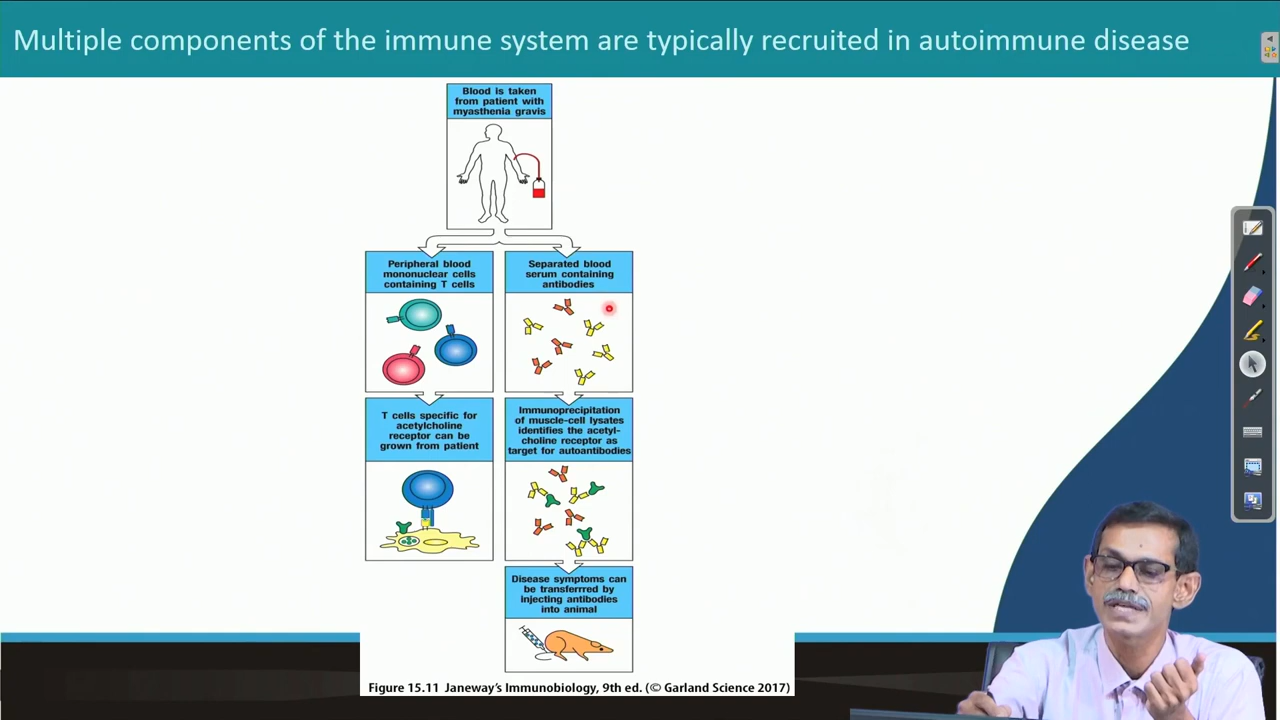 Multiple components of the immune system are typically recruited in autoimmune disease
Blood is taken
from patient with
myasthenia gravis
Peripheral blood
mononuclear cells
containing T cells
Separated blood
serum containing
antibodies
T cells specific for
acetylcholine
receptor can be
grown from patient
Immunoprecipitation
of muscle-cell lysates
identifies the acetyl-
choline receptor as
target for autoantibodies
Disease symptoms can
be transferrred by
injecting antibodies
into animal
Figure 15.11 Janeway's Immunobiology, 9th ed. (© Garland Science 2017)